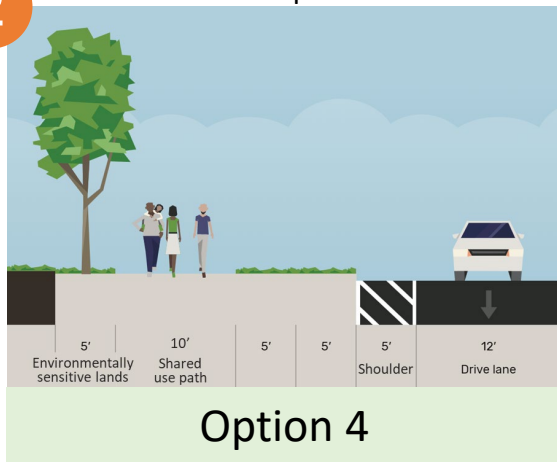 5' 10' 5' 5' 5' 12'
Environmentally sensitive lands
Shared use path
Shoulder
Drive lane
Option 4